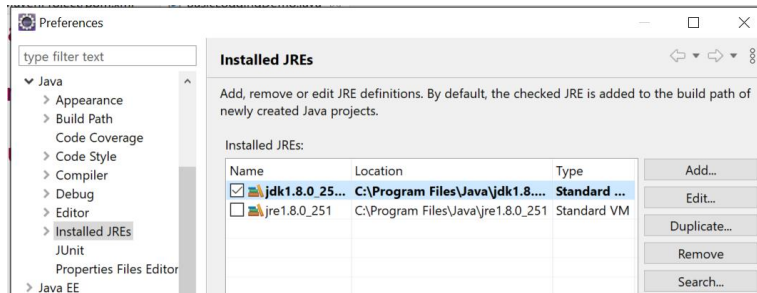 Preferences
type filter text
Java
Appearance
Build Path
Code Coverage
Code Style
Compiler
Debug
Editor
Installed JREs
JUnit
Properties Files Editor
Java EE
Installed JREs
Add, remove or edit JRE definitions. By default, the checked JRE is added to the build path of
newly created Java projects.
Installed JREs:
Name Location Type
jdk1.8.0_25... C:\Program Files\Java\jdk1.8.... Standard ...
jre1.8.0_251 C:\Program Files\Java\jre1.8.0_251 Standard VM
Add...
Edit...
Duplicate...
Remove
Search...